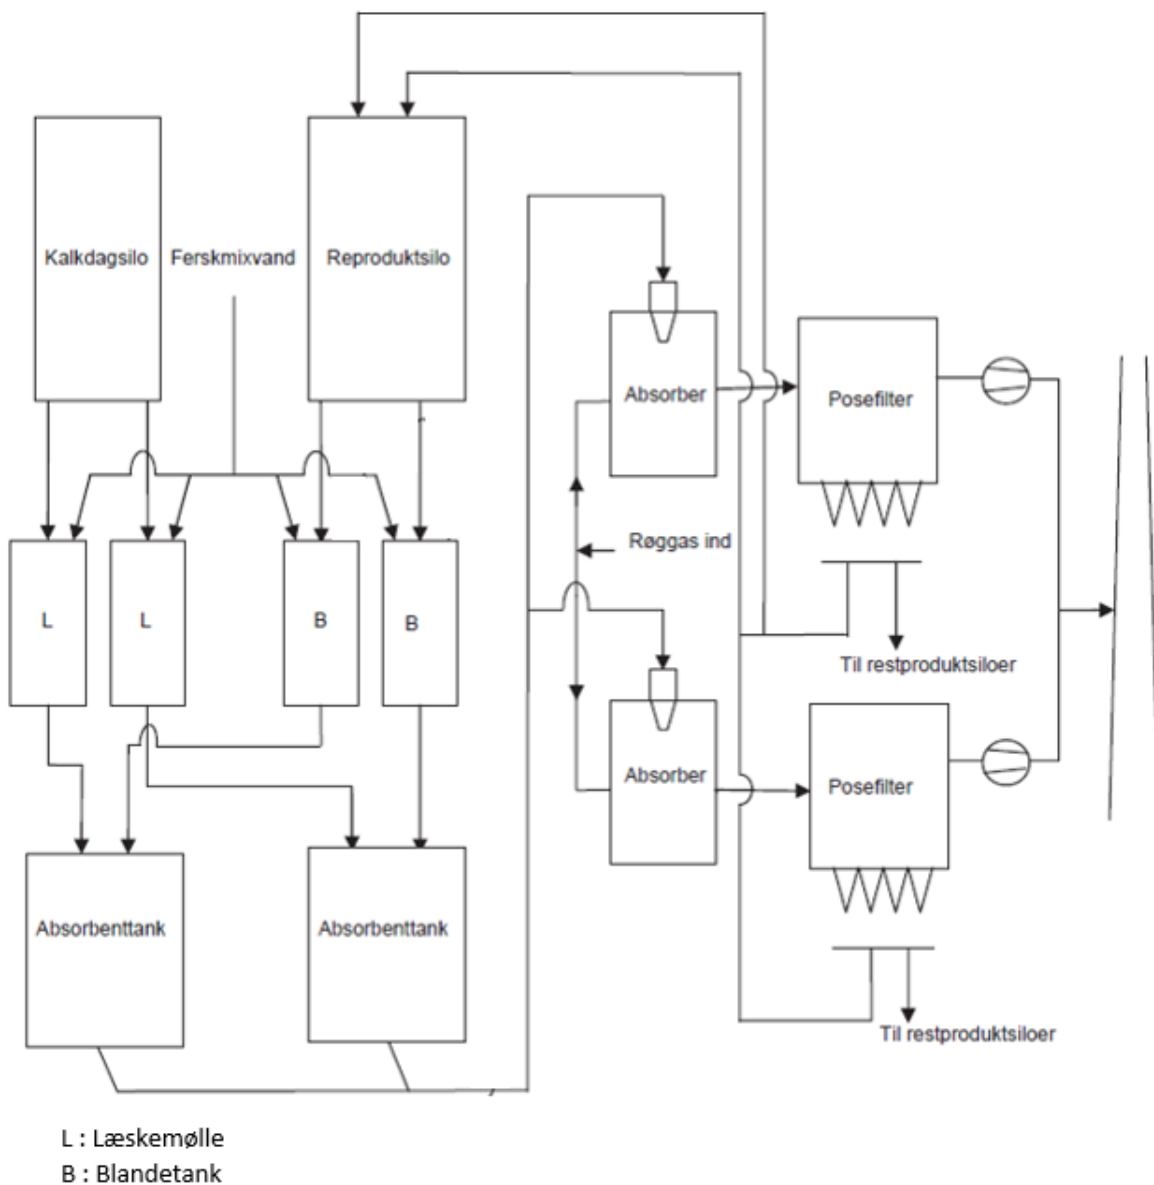 Kalkdagsilo
Ferskmixvand
Reproduktsilo
Absorber
Posefilter
Røggas ind
L
L
B
B
Til restproduktsiloer
Absorber
Posefilter
Absorbenttank
Absorbenttank
Til restproduktsiloer
L : Læskemølle
B : Blandetank